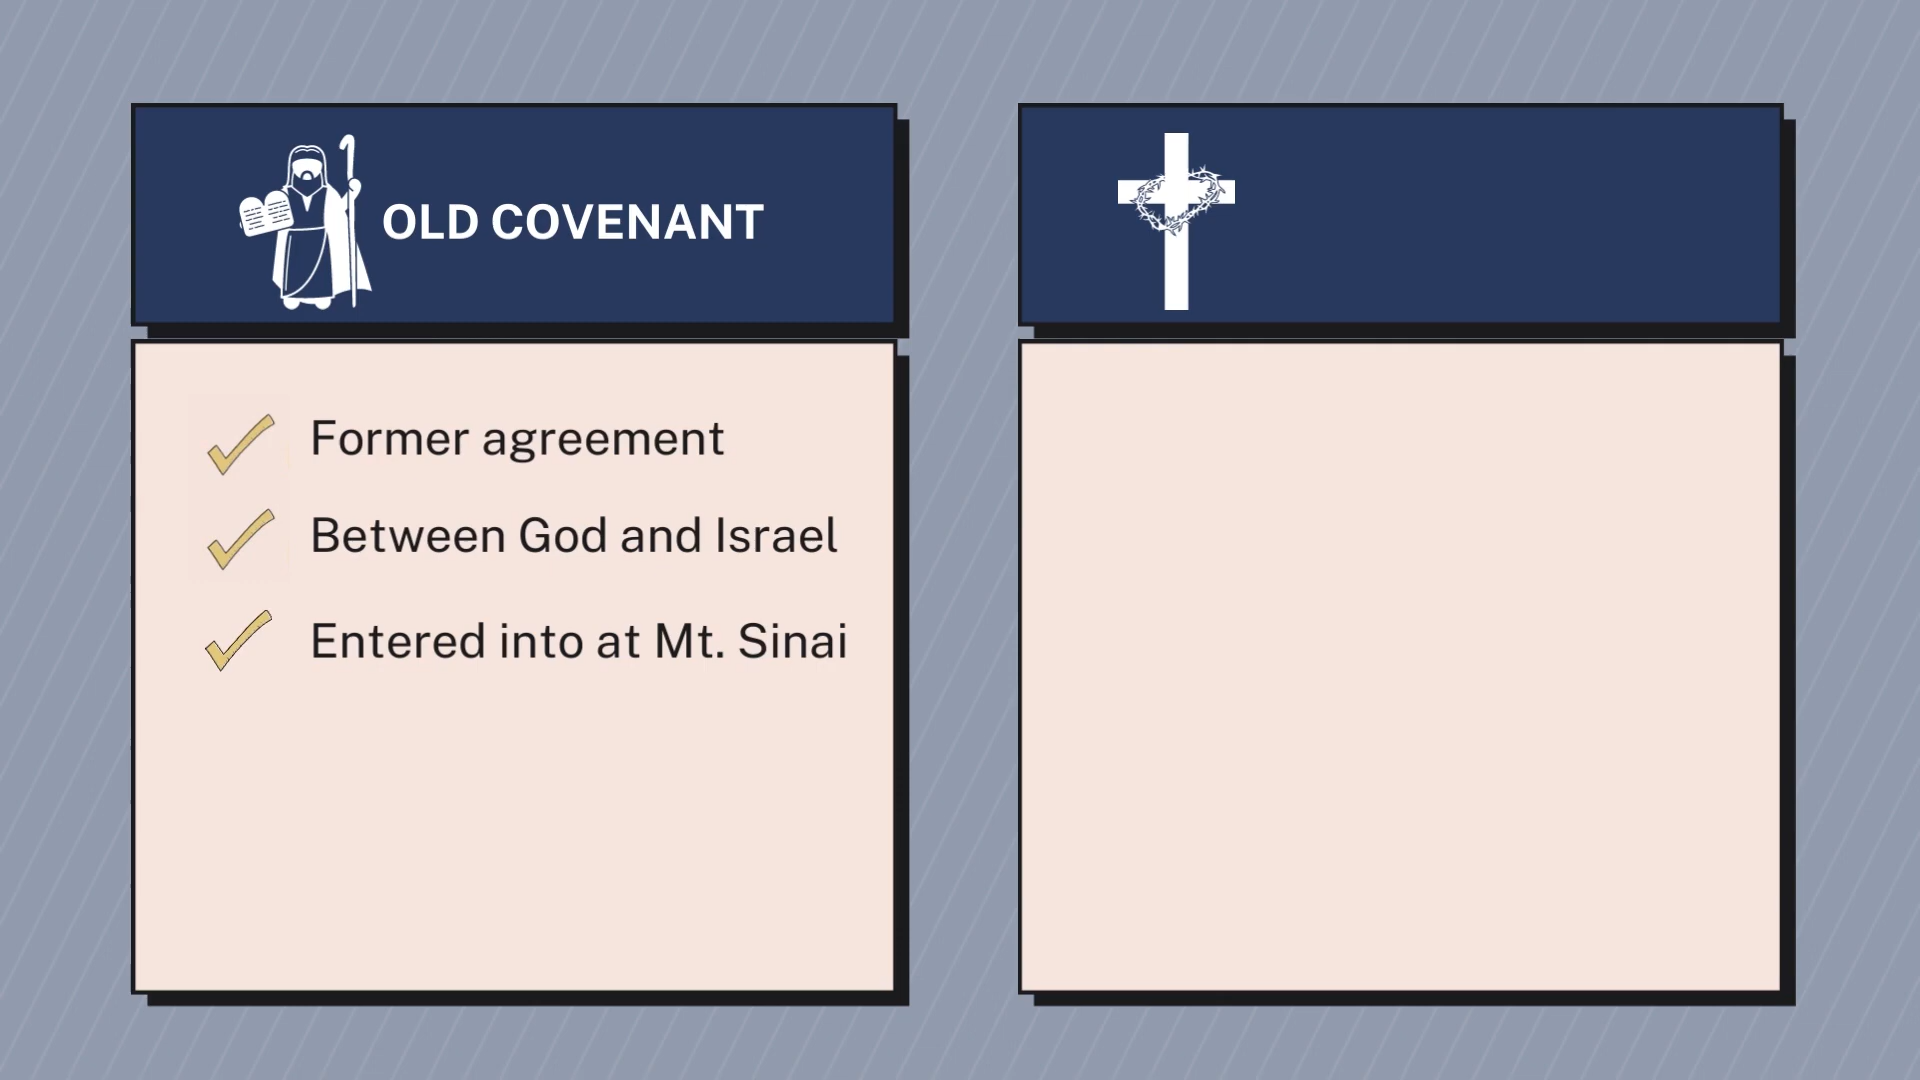 OLD COVENANT
Former agreement
Between God and Israel
Entered into at Mt. Sinai